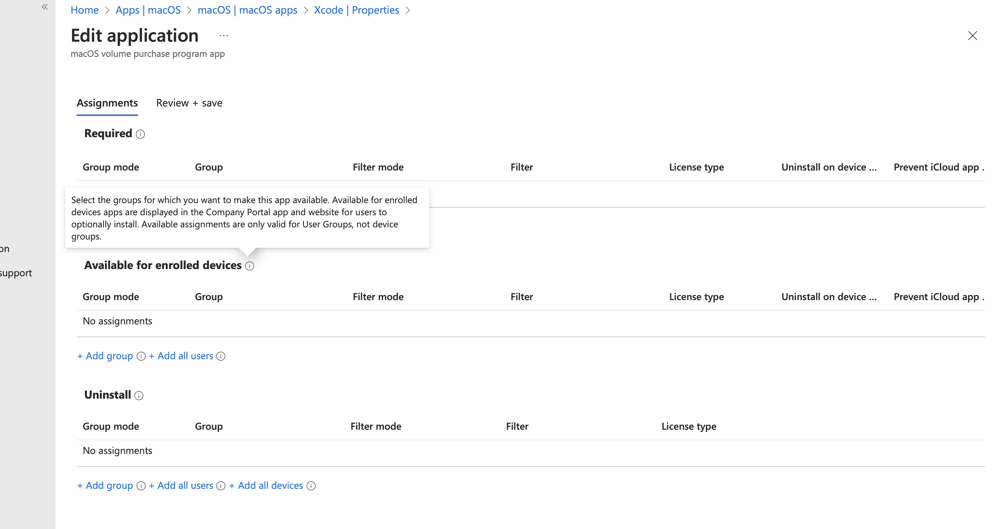 Home > Apps | macOS > macOS | macOS apps > Xcode | Properties >
Edit application ...
macOS volume purchase program app
Assignments Review + save
Required
Group mode Group Filter mode Filter License type Uninstall on device ... Prevent iCloud app .
Select the groups for which you want to make this app available. Available for enrolled
devices apps are displayed in the Company Portal app and website for users to
optionally install. Available assignments are only valid for User Groups, not device
groups.
on
support
Available for enrolled devices
Group mode Group Filter mode Filter License type Uninstall on device ... Prevent iCloud app .
No assignments
+ Add group + Add all users
Uninstall
Group mode Group Filter mode Filter License type
No assignments
+ Add group + Add all users + Add all devices